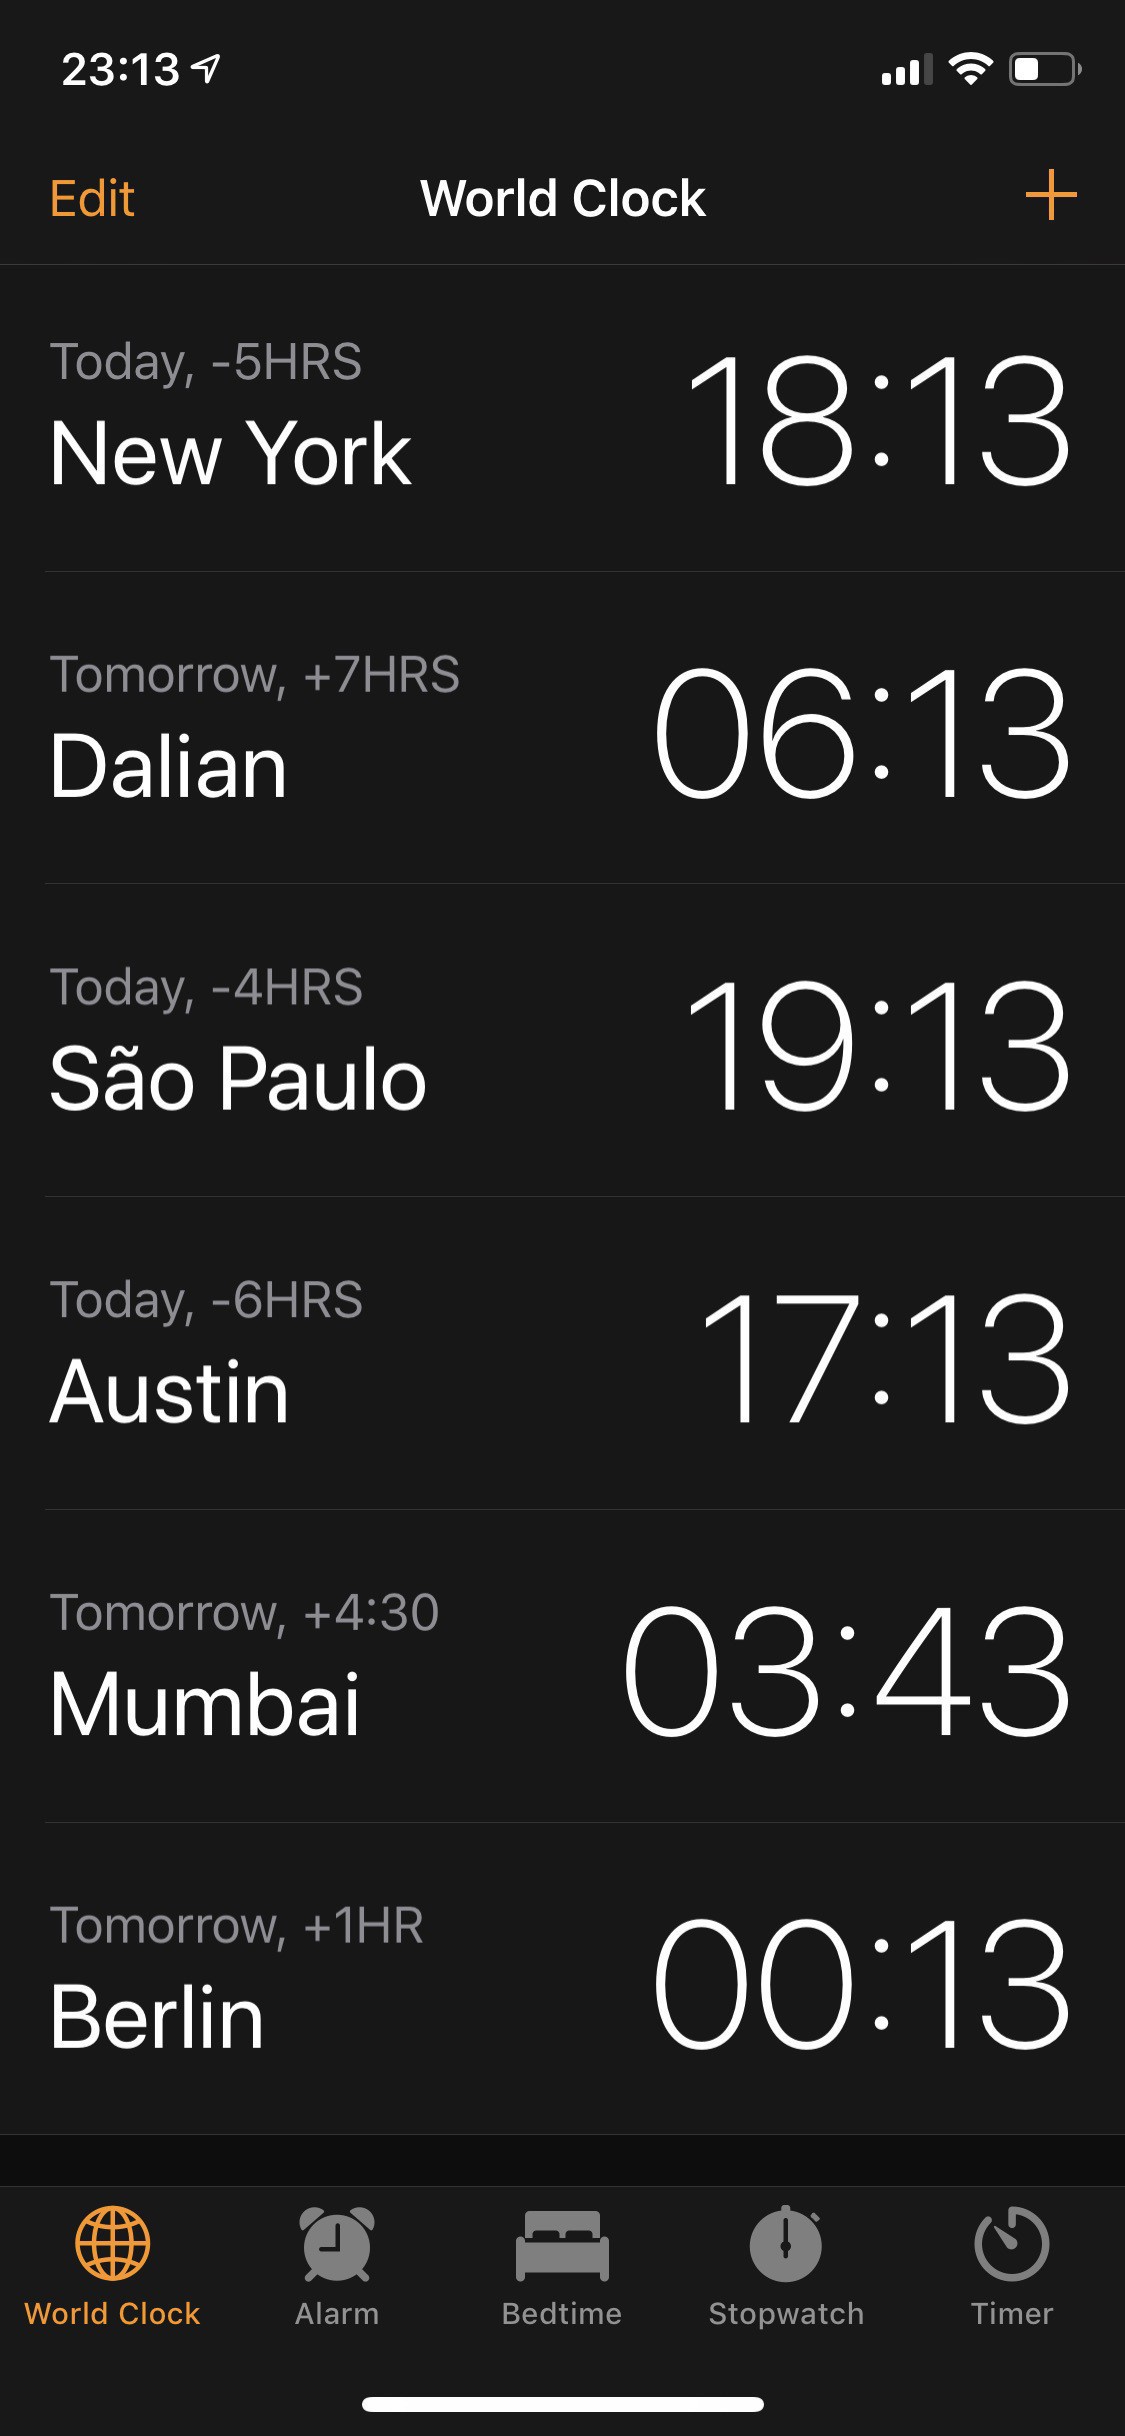 23:13
Edit World Clock +
Today, -5HRS
New York 18:13
Tomorrow, +7HRS
Dalian 06:13
Today, -4HRS
São Paulo 19:13
Today, -6HRS
Austin 17:13
Tomorrow, +4:30
Mumbai 03:43
Tomorrow, +1HR
Berlin 00:13
World Clock Alarm Bedtime Stopwatch Timer